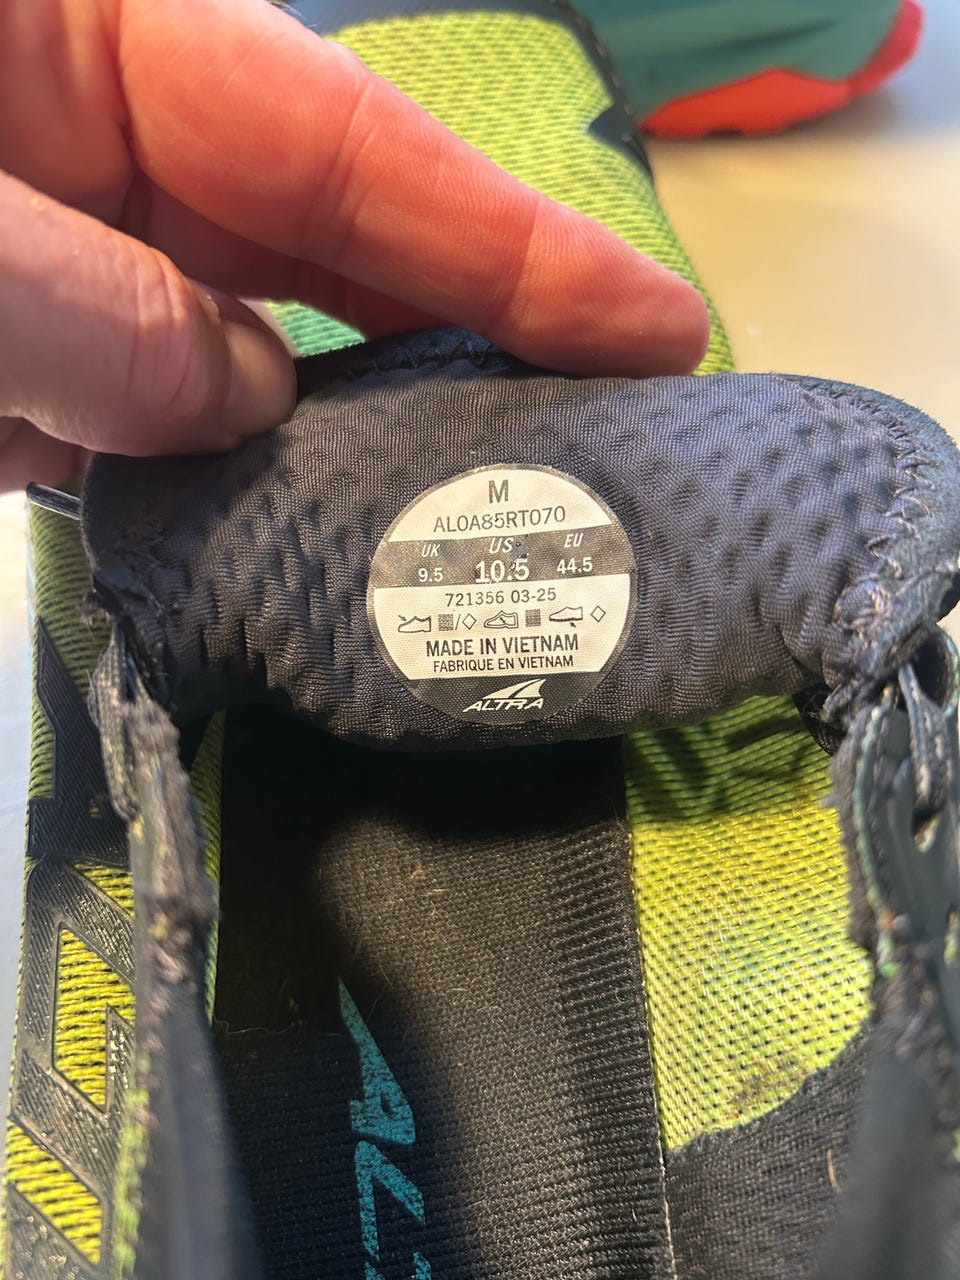 M
AL0A85RT070
UK US EU
9.5 10.5 44.5
721356 03-25
MADE IN VIETNAM
FABRIQUE EN VIETNAM
ALTRA